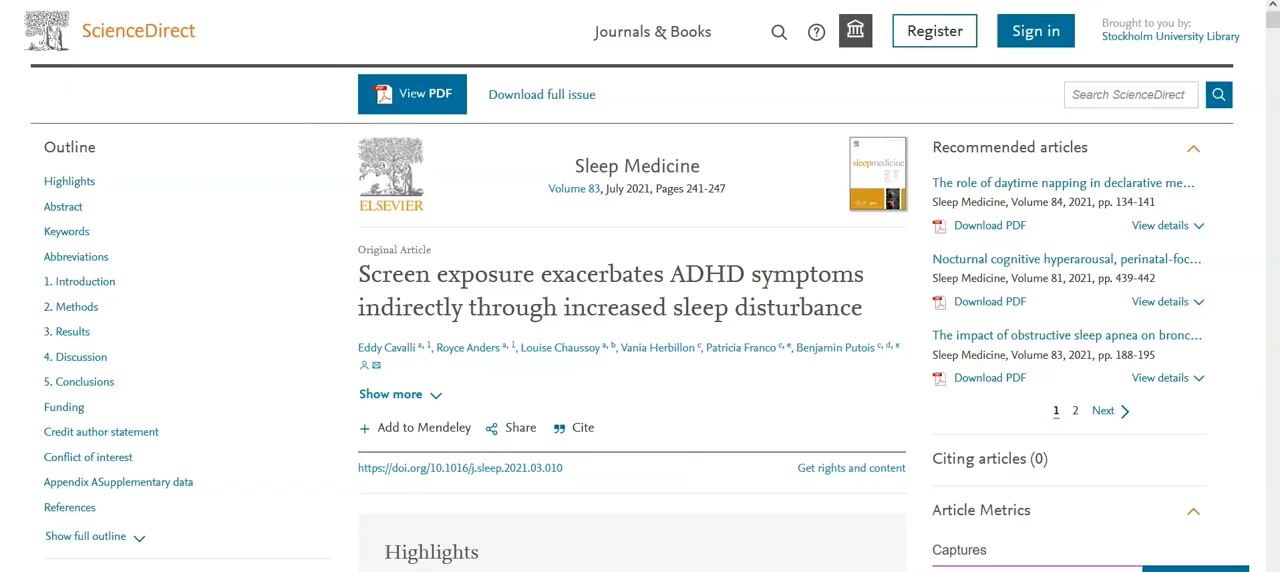 ScienceDirect
Journals & Books
?
Register
Sign in
Brought to you by:
Stockholm University Library
View PDF
Download full issue
Search ScienceDirect
Outline
Highlights
Abstract
Keywords
Abbreviations
1. Introduction
2. Methods
3. Results
4. Discussion
5. Conclusions
Funding
Credit author statement
Conflict of interest
Appendix ASupplementary data
References
Show full outline
ELSEVIER
Sleep Medicine
Volume 83, July 2021, Pages 241-247
sleepmedicine
Original Article
Screen exposure exacerbates ADHD symptoms
indirectly through increased sleep disturbance
Eddy Cavalli a, 1, Royce Anders a, 1, Louise Chaussoy a, b, Vania Herbillon c, Patricia Franco c, e, Benjamin Putois c, d, e
Show more
+ Add to Mendeley
Share
Cite
https://doi.org/10.1016/j.sleep.2021.03.010
Get rights and content
Highlights
Recommended articles
The role of daytime napping in declarative me...
Sleep Medicine, Volume 84, 2021, pp. 134-141
Download PDF
View details
Nocturnal cognitive hyperarousal, perinatal-foc...
Sleep Medicine, Volume 81, 2021, pp. 439-442
Download PDF
View details
The impact of obstructive sleep apnea on bronc...
Sleep Medicine, Volume 83, 2021, pp. 188-195
Download PDF
View details
1 2 Next
Citing articles (0)
Article Metrics
Captures